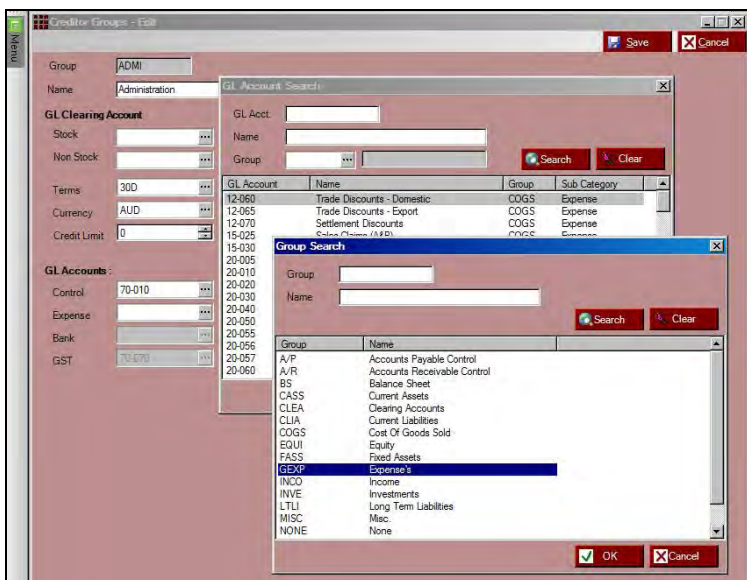 Menu
Creditor Groups - Edit
Save Cancel
Group ADMI
Name Administration
GL Clearing Account
Stock
Non Stock
Terms 30D
Currency AUD
Credit Limit 0
GL Accounts :
Control 70-010
Expense
Bank
GST 70-070
GL Account Search
GL Acct.
Name
Group
Search Clear
GL Account Name Group Sub Category
12-060 Trade Discounts - Domestic COGS Expense
12-065 Trade Discounts - Export COGS Expense
12-070 Settlement Discounts COGS Expense
15-025 Sales Claims (A&P) COGS Expense
15-030
20-005
20-010
20-020
20-030
20-040
20-050
20-055
20-056
20-057
20-060
Group Search
Group
Name
Search Clear
Group Name
A/P Accounts Payable Control
A/R Accounts Receivable Control
BS Balance Sheet
CASS Current Assets
CLEA Clearing Accounts
CLIA Current Liabilities
COGS Cost Of Goods Sold
EQUI Equity
FASS Fixed Assets
GEXP Expense's
INCO Income
INVE Investments
LTLI Long Term Liabilities
MISC Misc.
NONE None
OK Cancel